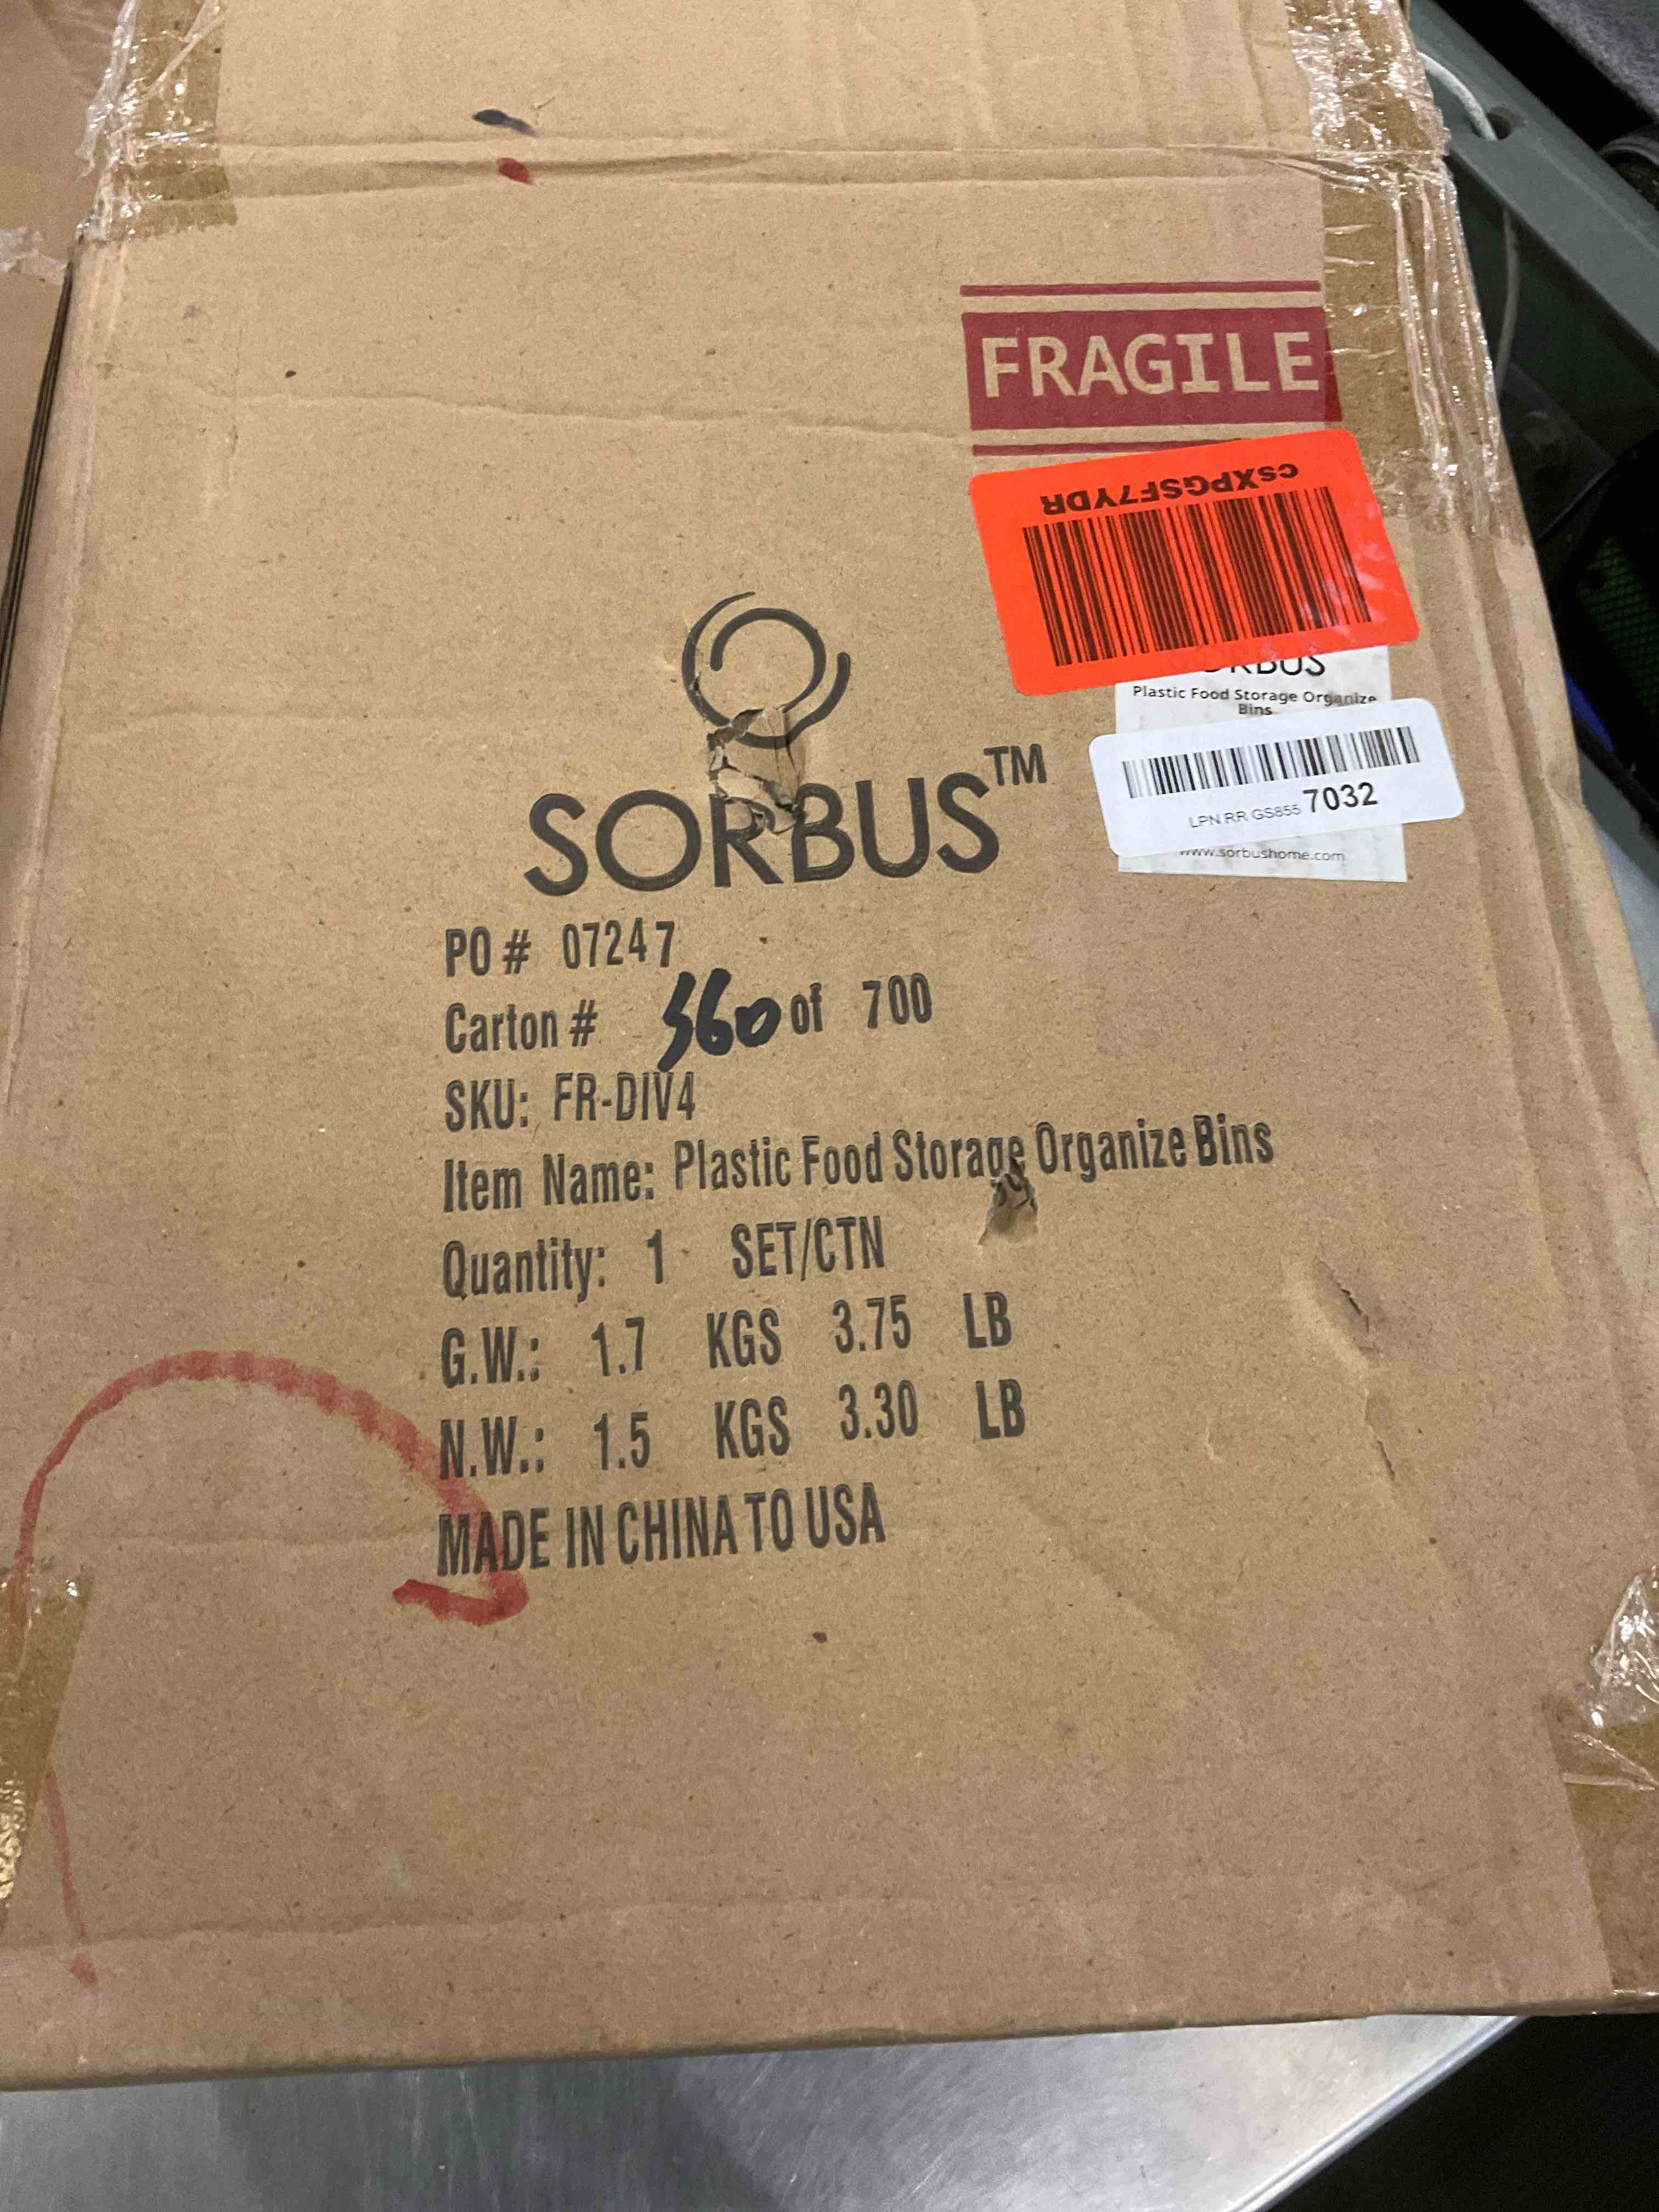 FRAGILE
csXPGSF7YDR
Plastic Food Storage Organize
Bins
LPN RR GS855 7032
www.sorbushome.com
SORBUS™
PO # 07247
Carton # 560 of 700
SKU: FR-DIV4
Item Name: Plastic Food Storage Organize Bins
Quantity: 1 SET/CTN
G.W.: 1.7 KGS 3.75 LB
N.W.: 1.5 KGS 3.30 LB
MADE IN CHINA TO USA